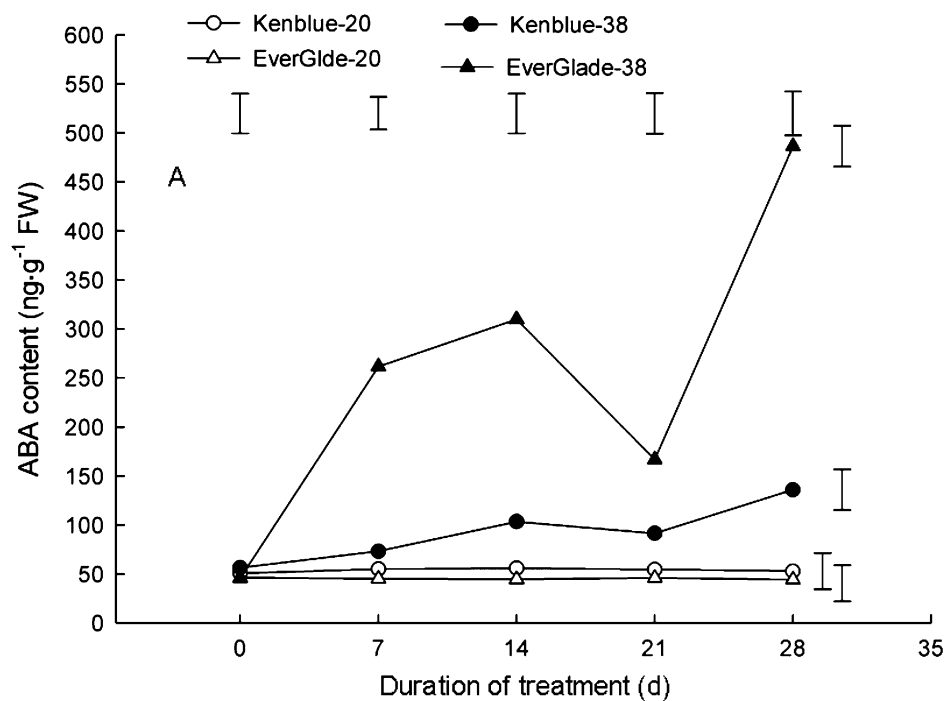 Kenblue-20 Kenblue-38
EverGlde-20 EverGlade-38
600
550
500
450
400
350
300
250
200
150
100
50
0
A
ABA content (ng·g⁻¹ FW)
0 7 14 21 28 35
Duration of treatment (d)